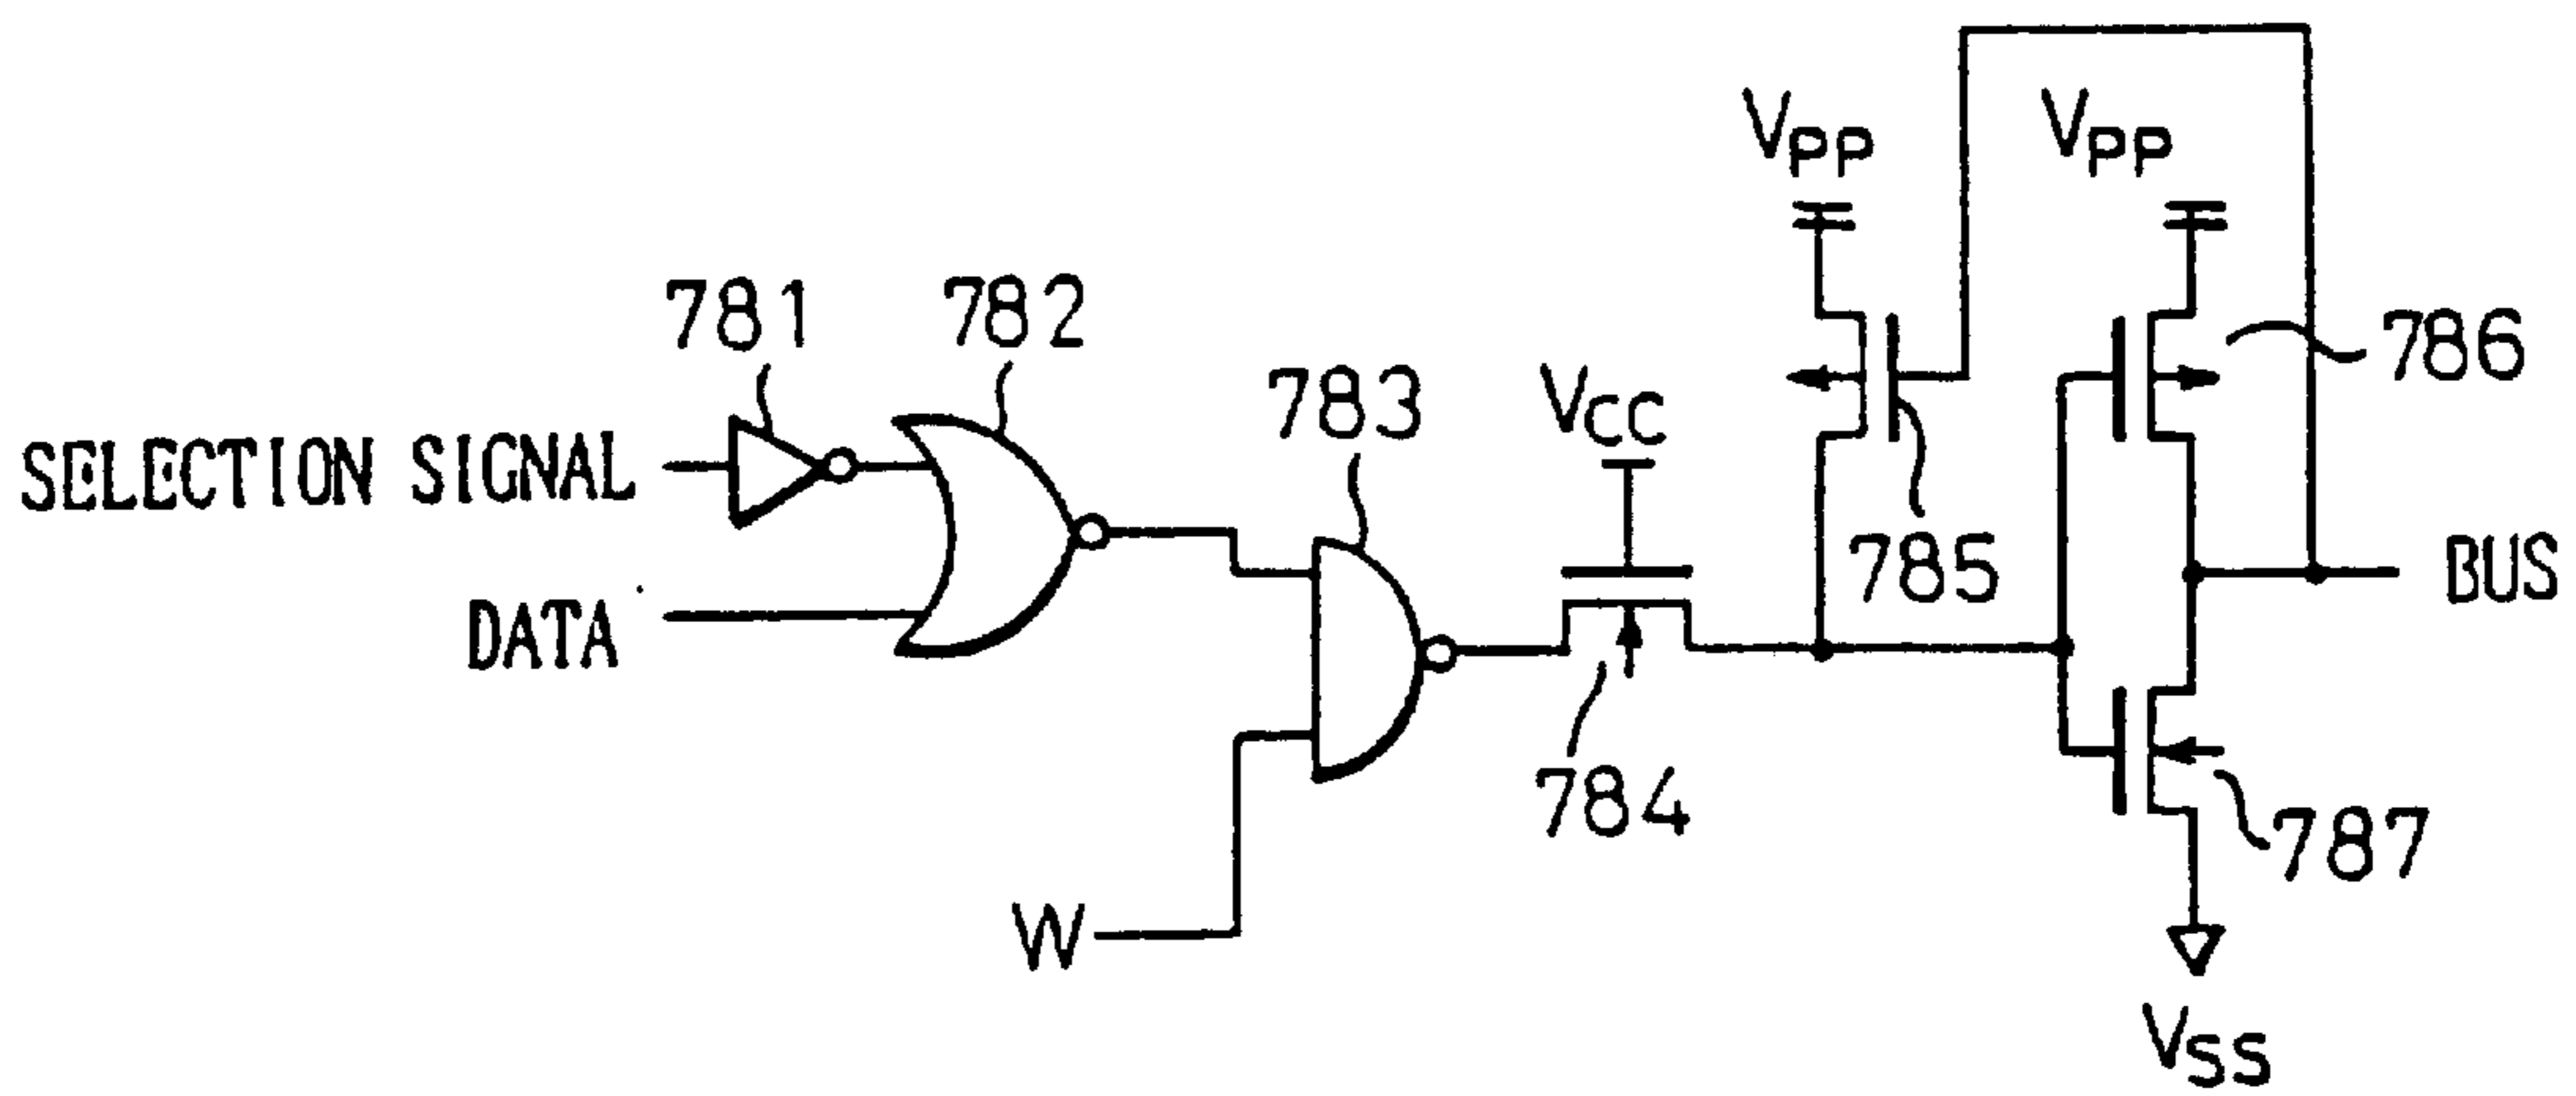 VPP
VPP
781
782
783
VCC
786
SELECTION SIGNAL
785
BUS
DATA
784
787
W
VSS